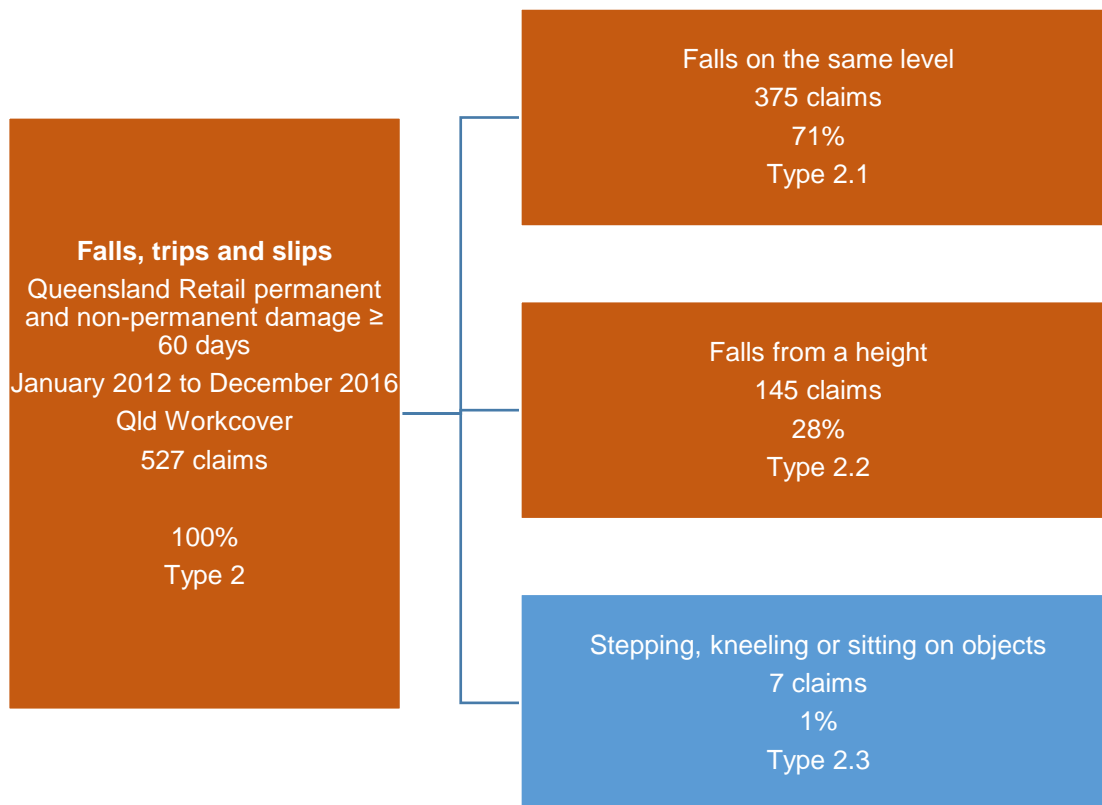 Falls, trips and slips
Queensland Retail permanent
and non-permanent damage ≥
60 days
January 2012 to December 2016
Qld Workcover
527 claims
100%
Type 2
Falls on the same level
375 claims
71%
Type 2.1
Falls from a height
145 claims
28%
Type 2.2
Stepping, kneeling or sitting on objects
7 claims
1%
Type 2.3